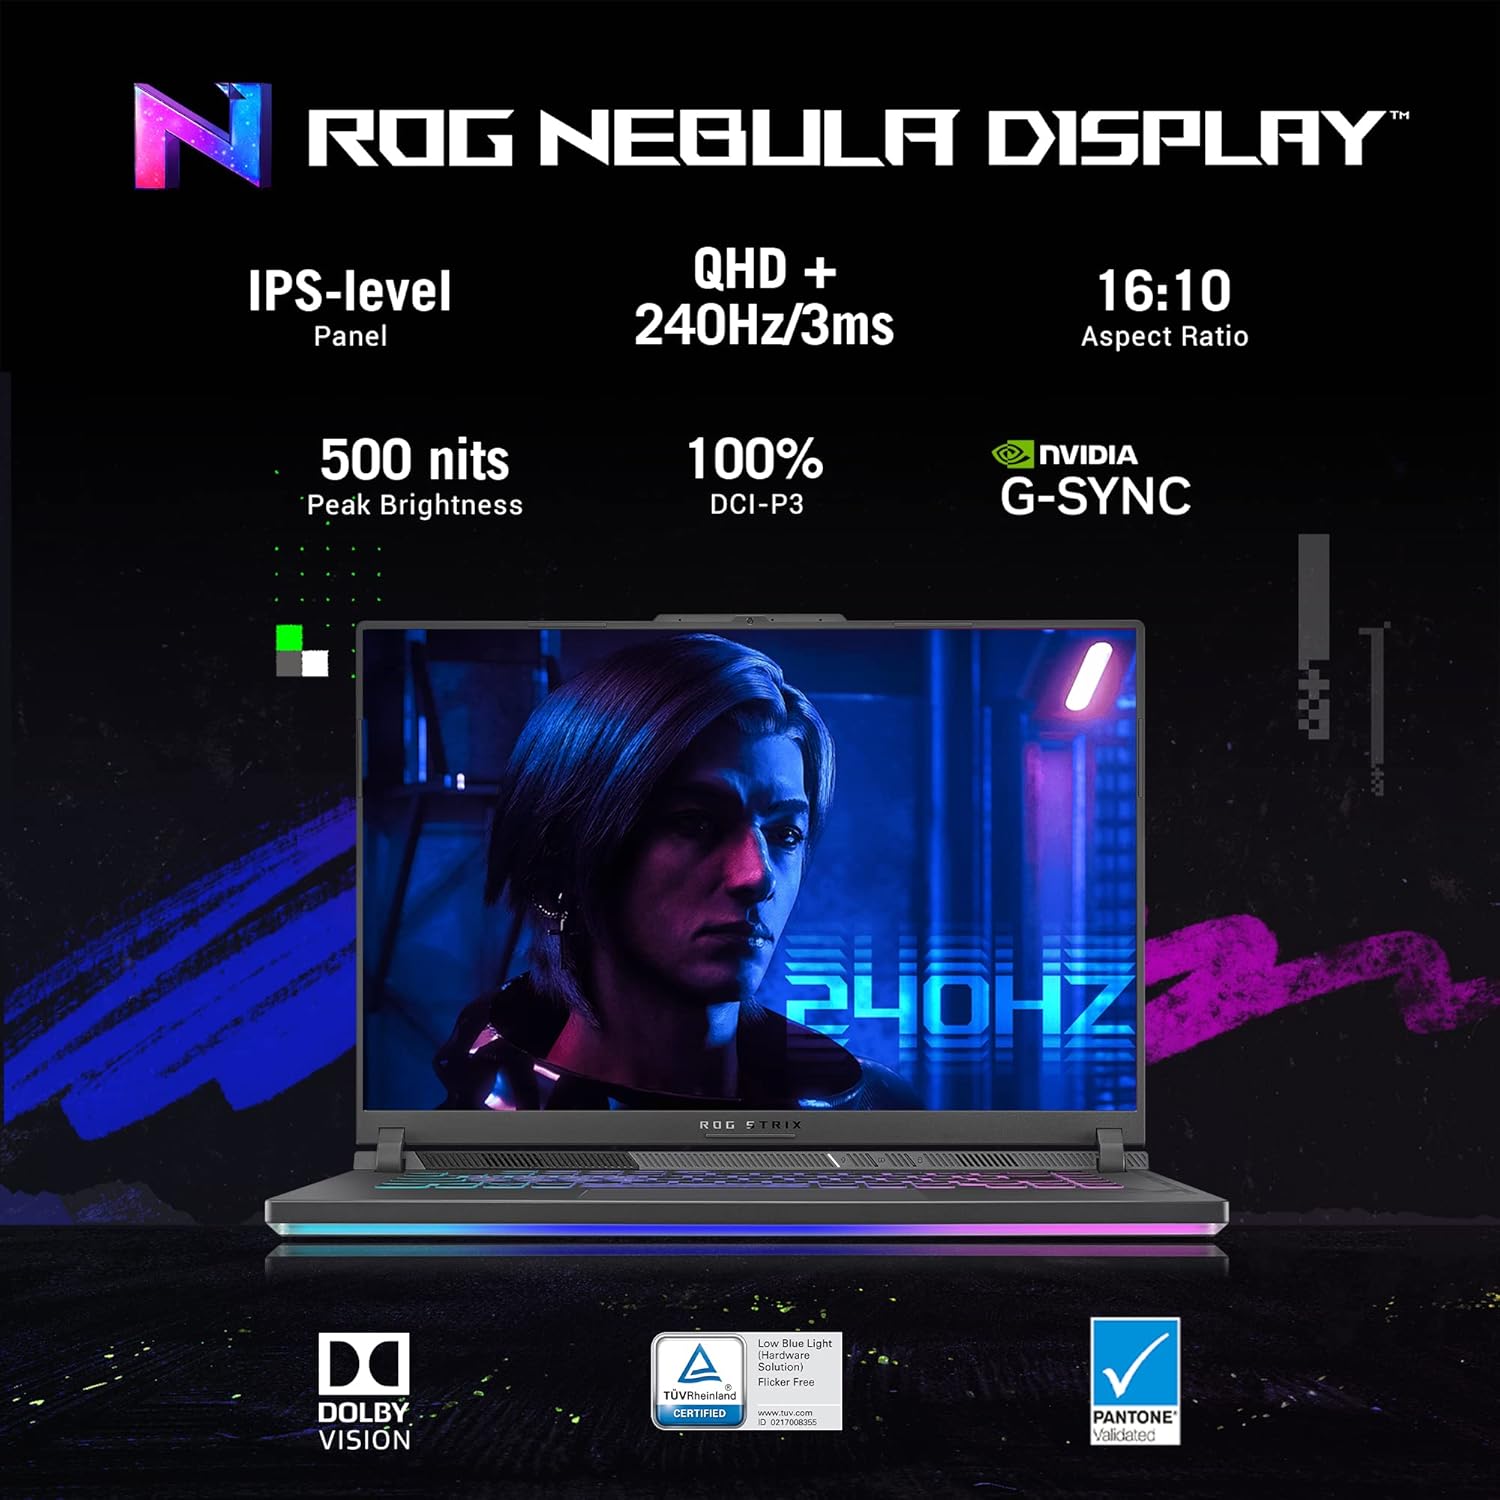 ROG NEBULA DISPLAY™
IPS-level
Panel
QHD +
240Hz/3ms
16:10
Aspect Ratio
500 nits
Peak Brightness
100%
DCI-P3
NVIDIA
G-SYNC
240HZ
ROG STRIX
DOLBY
VISION
TÜVRheinland®
CERTIFIED
Low Blue Light
(Hardware
Solution)
Flicker Free
www.tuv.com
ID 0217008355
PANTONE®
Validated